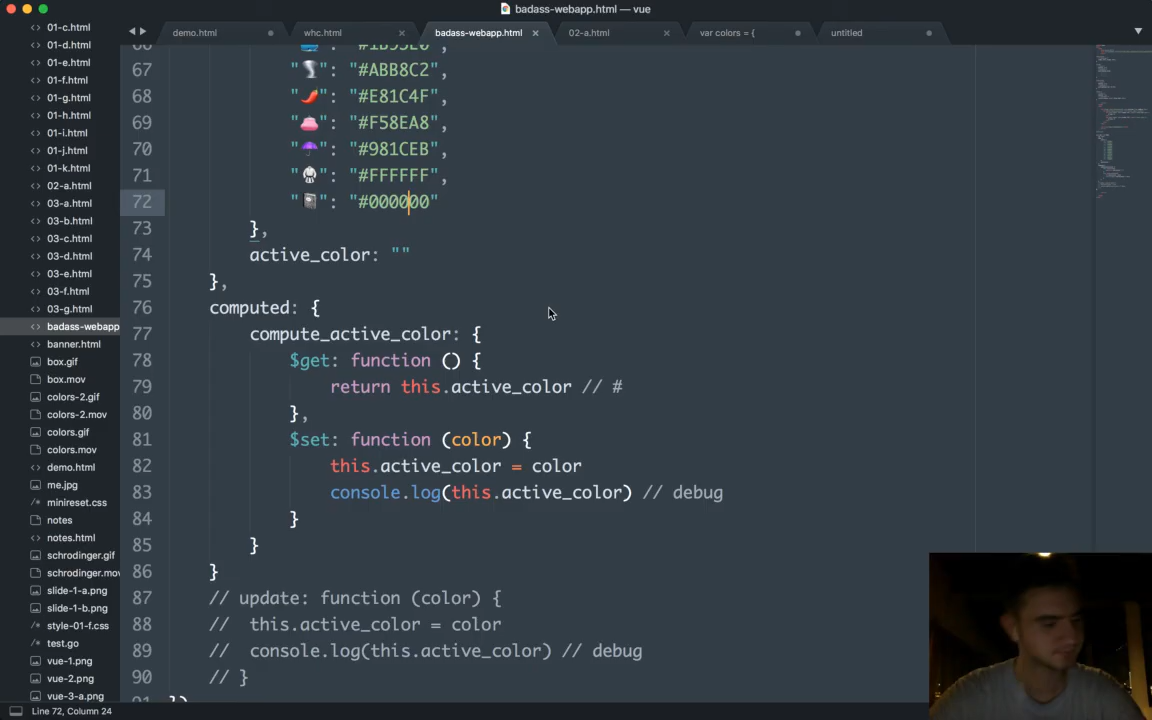 badass-webapp.html — vue
demo.html
whc.html
badass-webapp.html
02-a.html
var colors = {
untitled
01-c.html
01-d.html
01-e.html
01-f.html
01-g.html
01-h.html
01-i.html
01-j.html
01-k.html
02-a.html
03-a.html
03-b.html
03-c.html
03-d.html
03-e.html
03-f.html
03-g.html
badass-webapp
banner.html
box.gif
box.mov
colors-2.gif
colors-2.mov
colors.gif
colors.mov
demo.html
me.jpg
minireset.css
notes
notes.html
schrodinger.gif
schrodinger.mov
slide-1-a.png
slide-1-b.png
style-01-f.css
test.go
vue-1.png
vue-2.png
vue-3-a.png
67 "🌪": "#ABB8C2",
68 "🌶": "#E81C4F",
69 "👛": "#F58EA8",
70 "☂": "#981CEB",
71 "": "#FFFFFF",
72 "📓": "#000000"
73 },
74 active_color: ""
75 },
76 computed: {
77 compute_active_color: {
78 $get: function () {
79 return this.active_color // #
80 },
81 $set: function (color) {
82 this.active_color = color
83 console.log(this.active_color) // debug
84 }
85 }
86 }
87 // update: function (color) {
88 // this.active_color = color
89 // console.log(this.active_color) // debug
90 // }
Line 72, Column 24